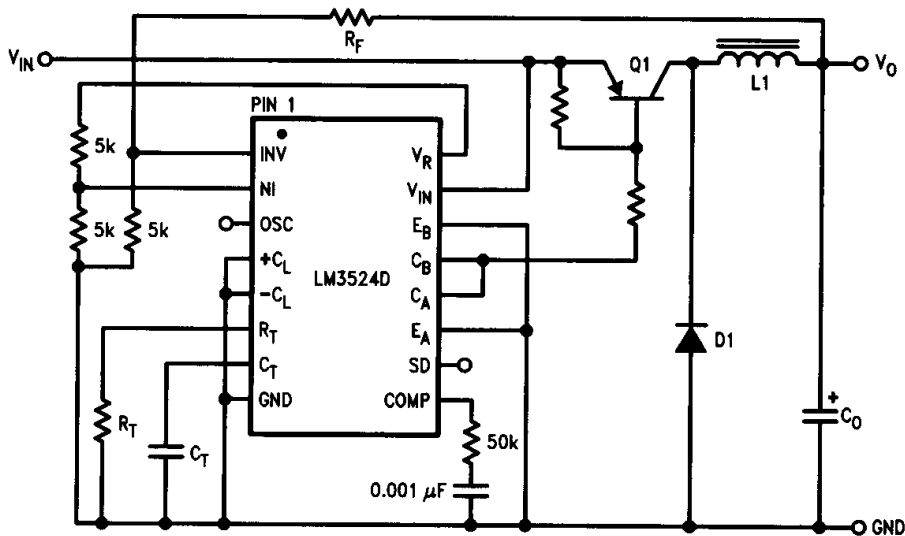 R_F
V_IN
Q1
L1
V_O
PIN 1
5k
INV
V_R
NI
V_IN
5k
5k
OSC
E_B
+C_L
LM3524D
C_B
−C_L
C_A
R_T
E_A
C_T
SD
D1
GND
COMP
R_T
C_T
50k
0.001 μF
+
C_O
GND